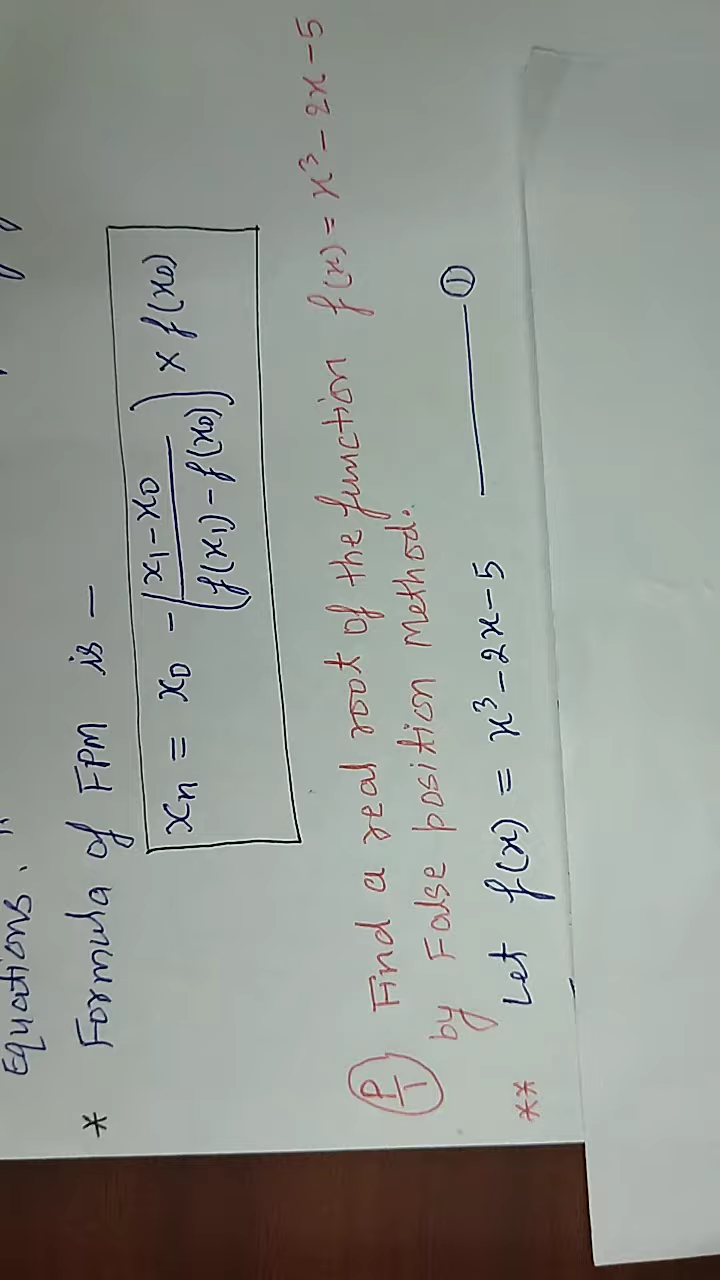 Equations."
* Formula of FPM is -
xn = x0 - (x1-x0 / f(x1)-f(x0)) x f(x0)
P/1 Find a real root of the function f(x) = x³-2x-5
by False position Method.
** Let f(x) = x³-2x-5 ——— ①